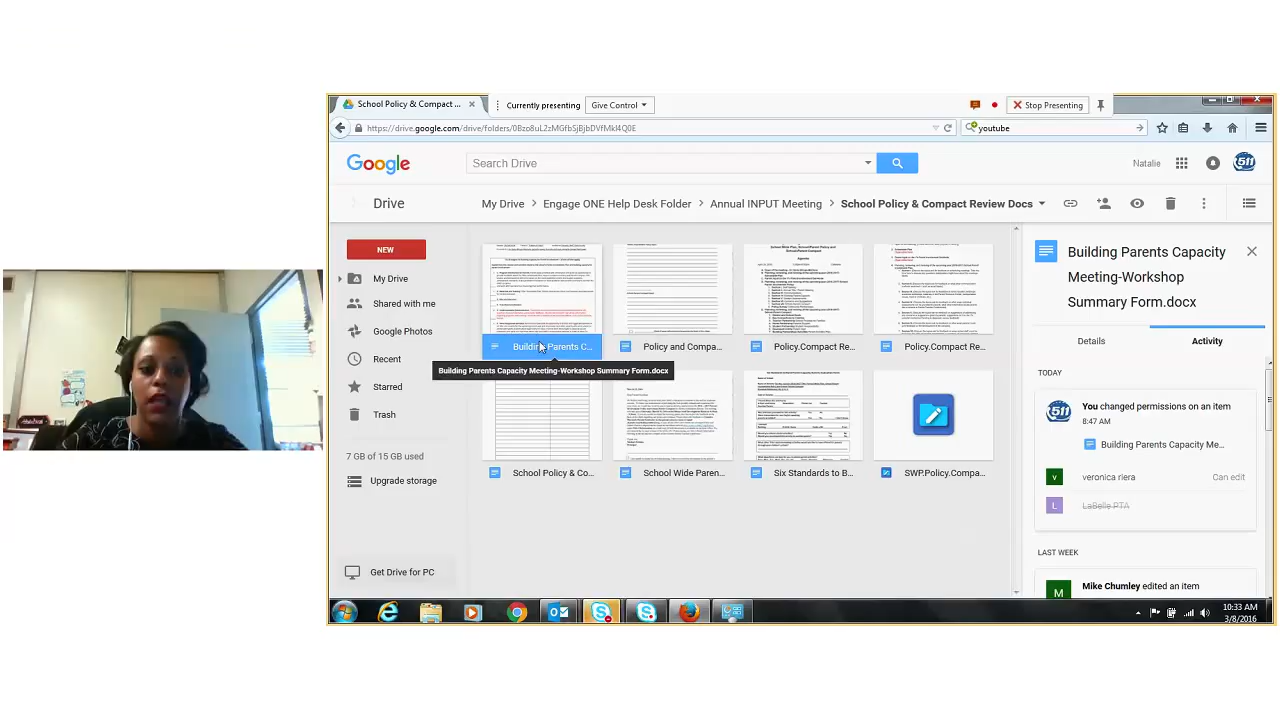 School Policy & Compact ...
Currently presenting
Give Control
Stop Presenting
https://drive.google.com/drive/folders/0Bzo8uL2zMGfbSjBjbDVfMkl4Q0E
youtube
Google
Search Drive
Natalie
511
Drive
My Drive
Engage ONE Help Desk Folder
Annual INPUT Meeting
School Policy & Compact Review Docs
NEW
My Drive
Shared with me
Google Photos
Recent
Starred
Trash
7 GB of 15 GB used
Upgrade storage
Get Drive for PC
Building Parents C...
Policy and Compa...
Policy.Compact Re...
Policy.Compact Re...
Building Parents Capacity Meeting-Workshop Summary Form.docx
School Policy & Co...
School Wide Paren...
Six Standards to B...
SWP.Policy.Compa...
Building Parents Capacity
Meeting-Workshop
Summary Form.docx
Details
Activity
TODAY
You changed permissions on an item
8:47 AM
Building Parents Capacity Me...
v
veronica riera
Can edit
L
LaBelle PTA
LAST WEEK
M
Mike Chumley edited an item
10:33 AM
3/8/2016